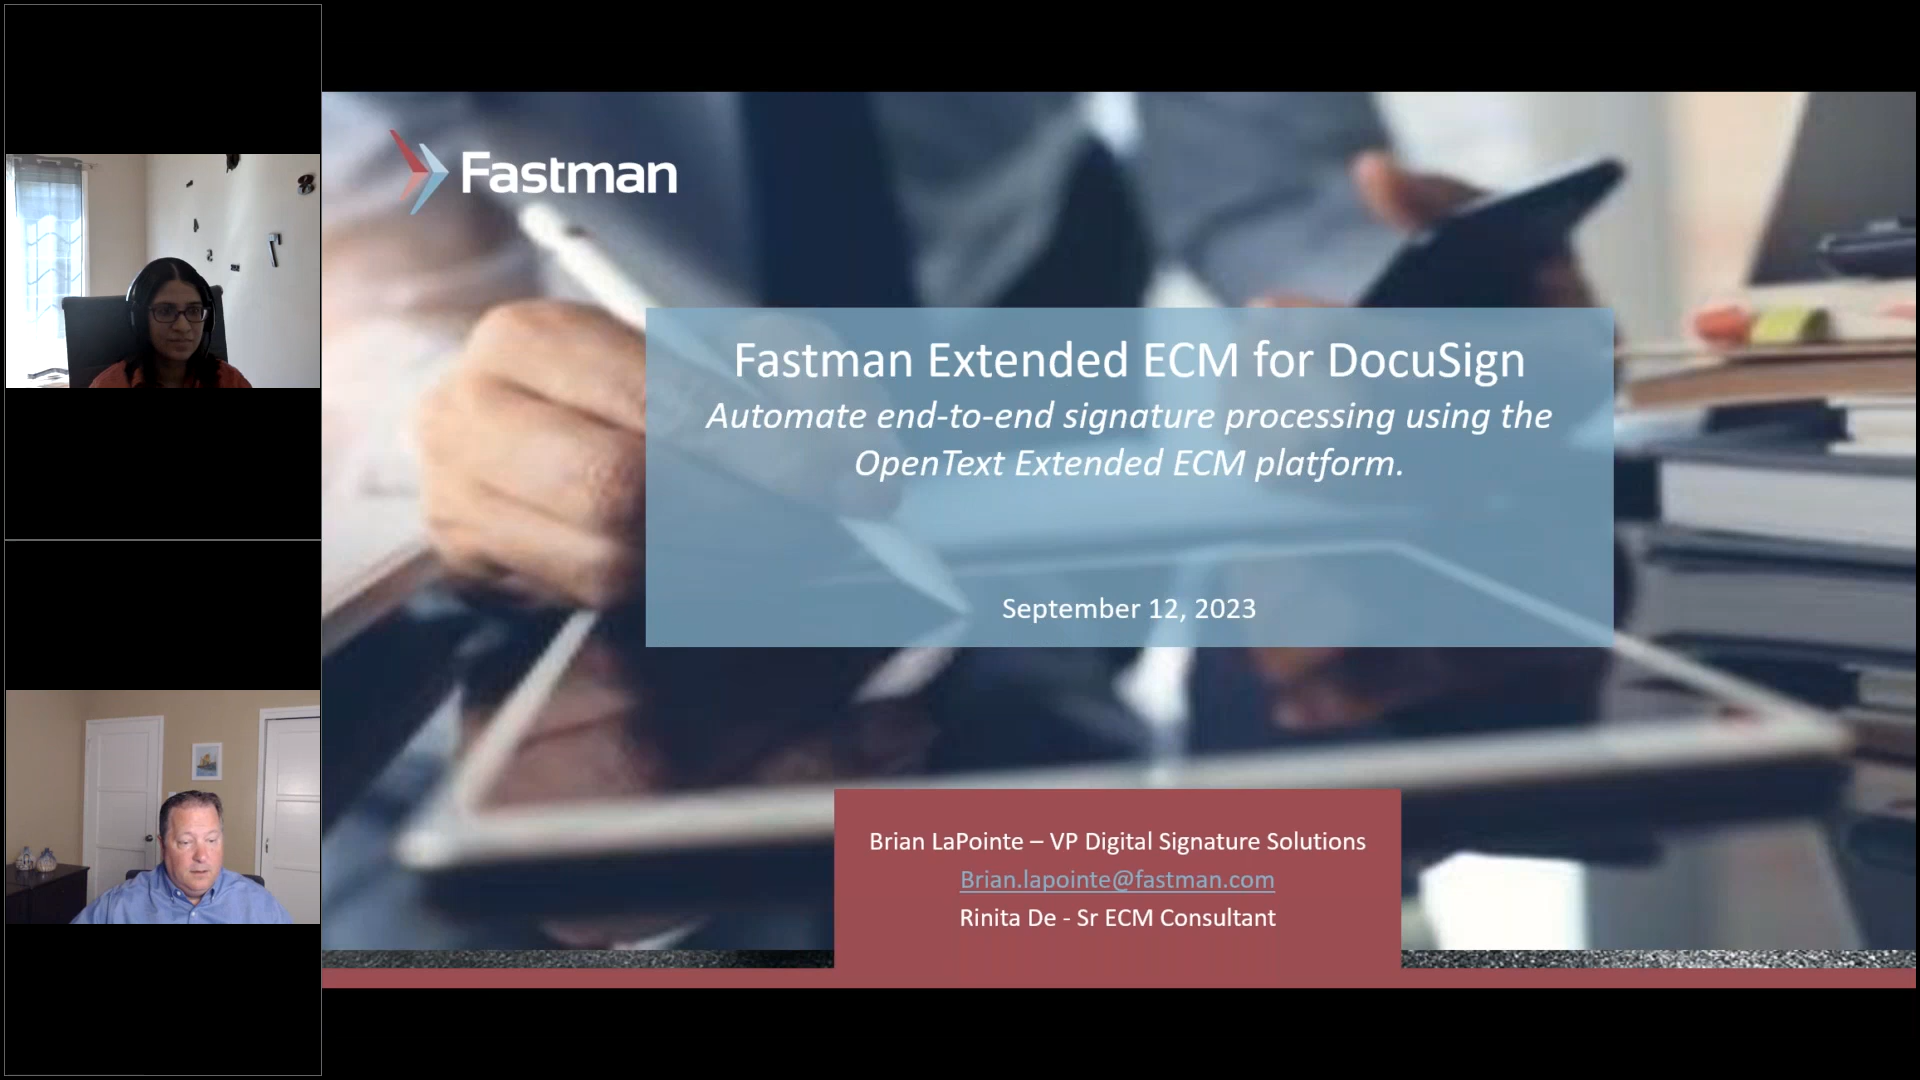 Fastman
Fastman Extended ECM for DocuSign
Automate end-to-end signature processing using the
OpenText Extended ECM platform.
September 12, 2023
Brian LaPointe – VP Digital Signature Solutions
Brian.lapointe@fastman.com
Rinita De - Sr ECM Consultant